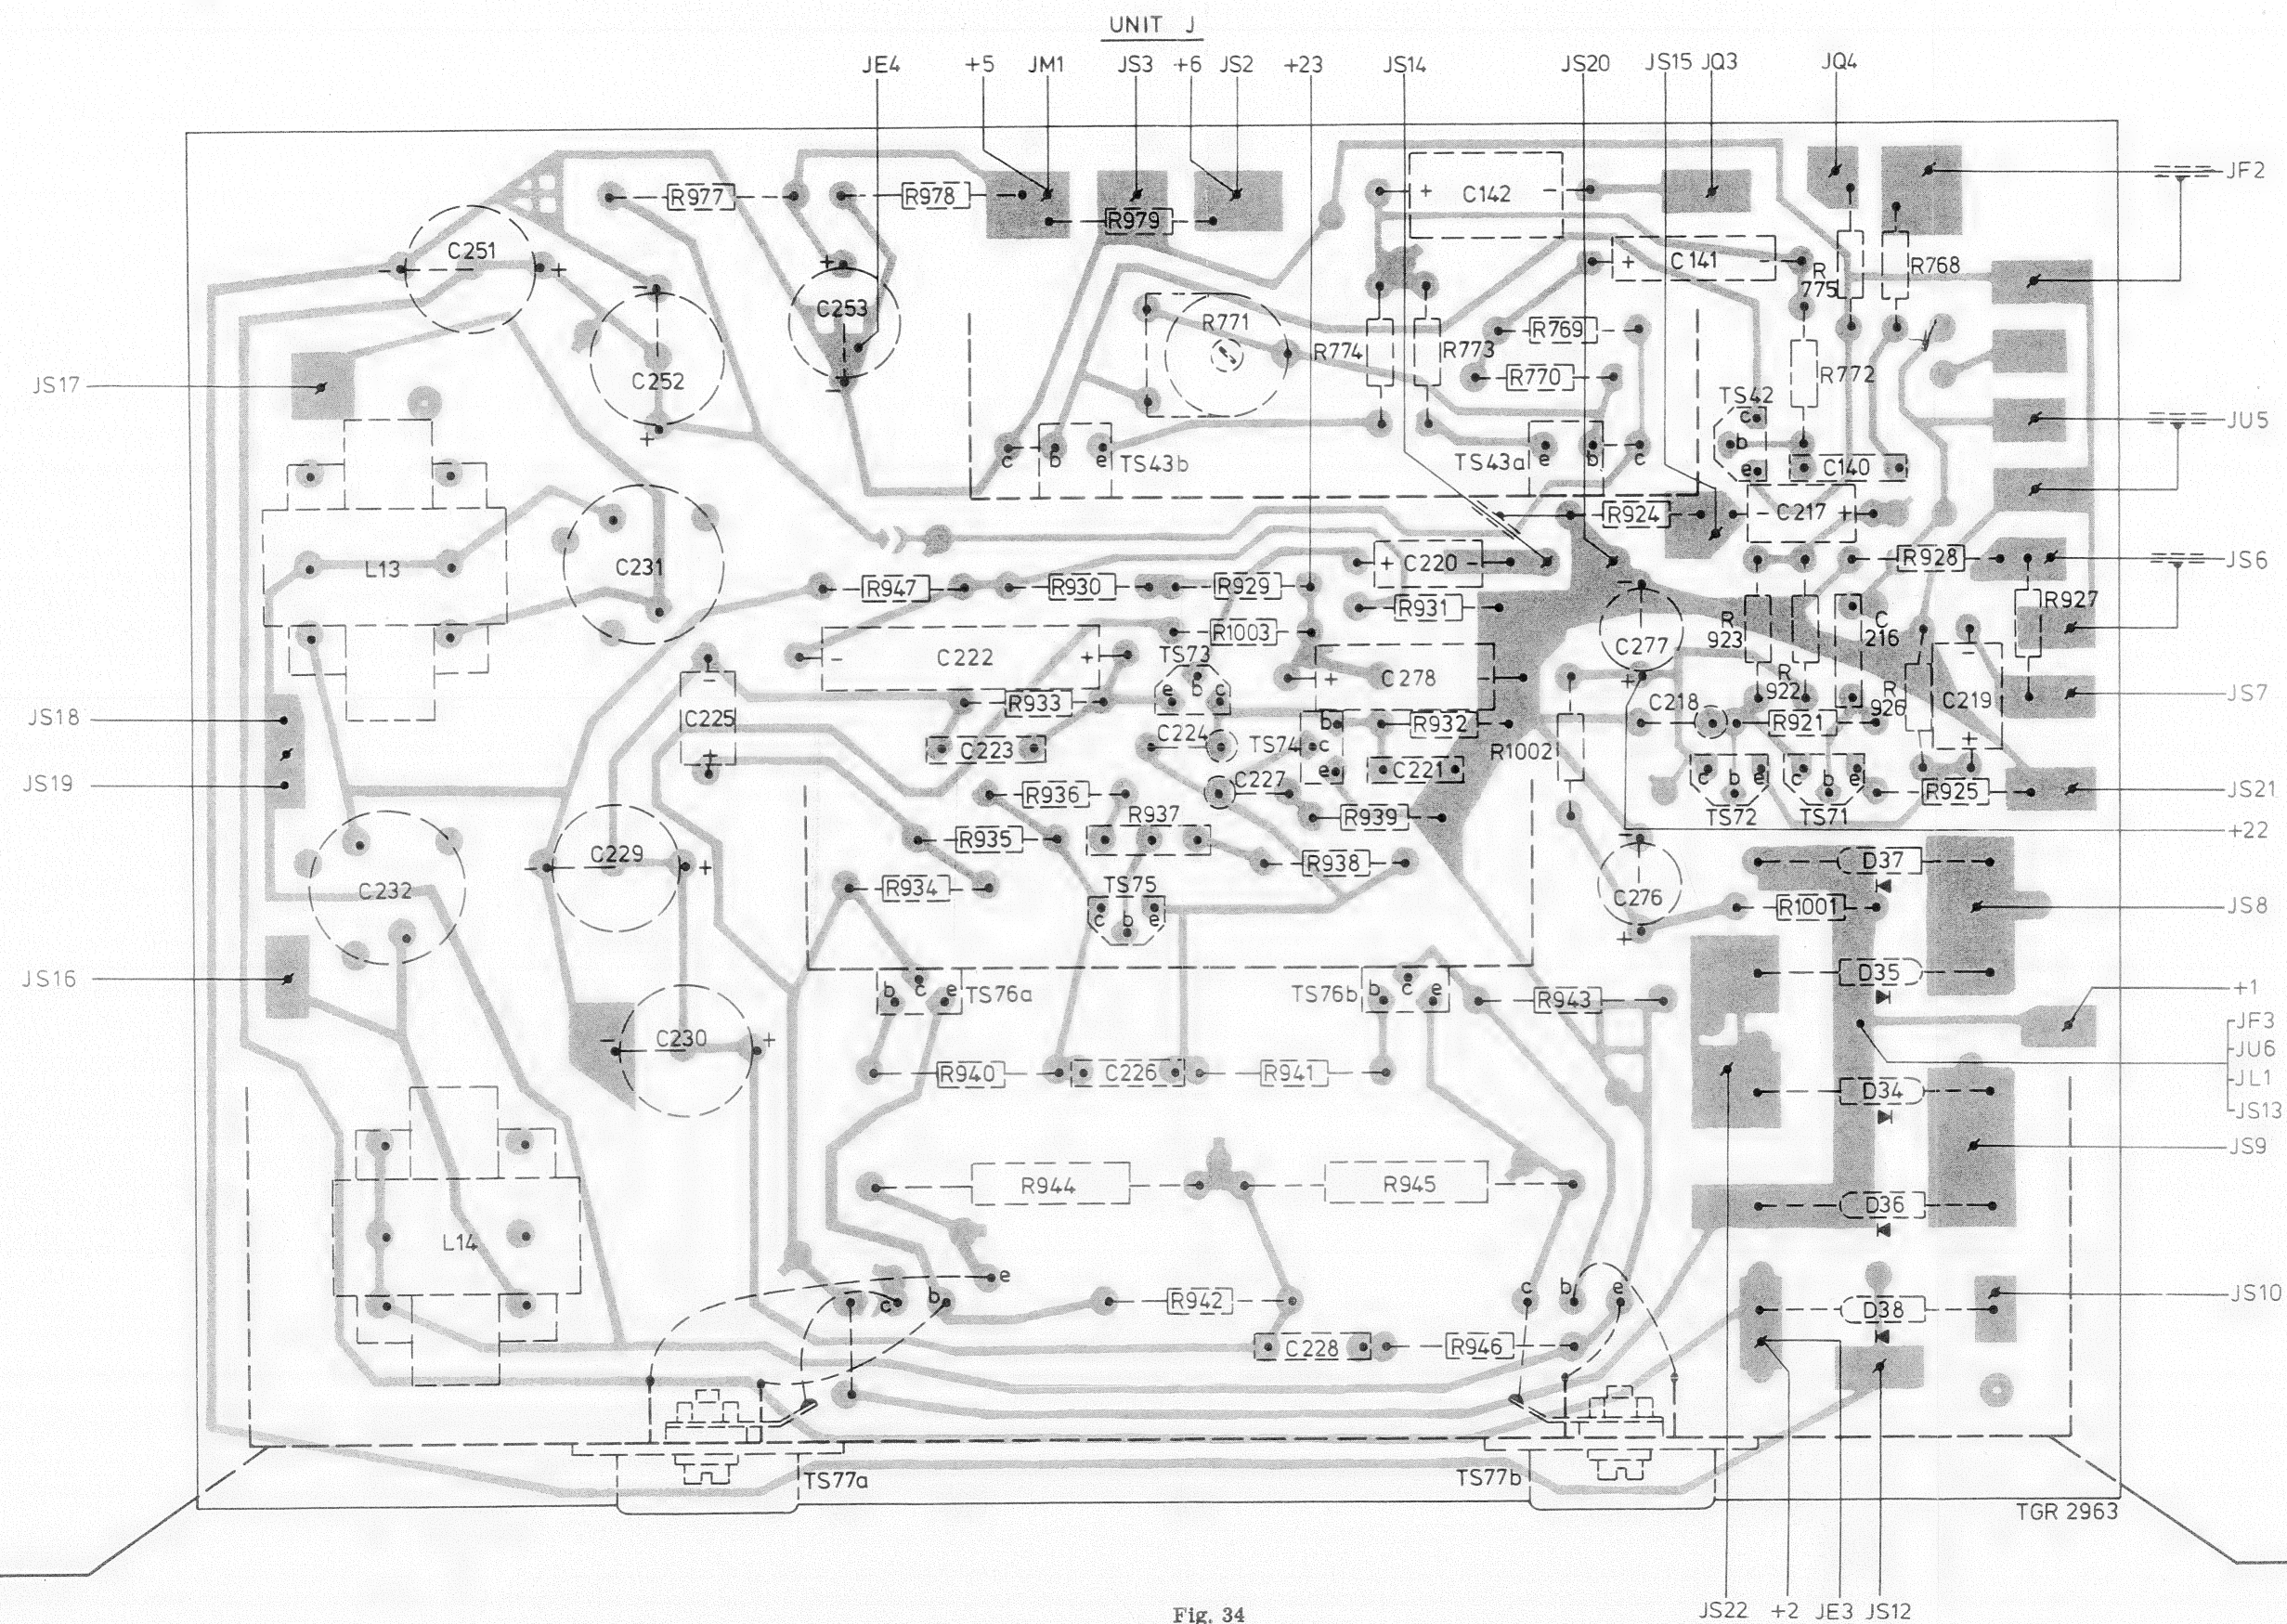 UNIT J
JE4 +5 JM1 JS3 +6 JS2 +23 JS14 JS20 JS15 JQ3 JQ4
JF2
R977 R978 R979 + C142 -
C251 - +
+ C141 - R 775 R768
- C252 +
+ C253 -
R771 R774 R773 R769
R770 R772
JS17
TS42 c b e
JU5
c b e TS43b TS43a e b c
C140
R924 - C217 +
L13 C231
R947 R930 R929 + C220 - R928 JS6
R931 R927
R1003 - C277 + R 923 C 216
- C222 + TS73 e b c + C278 -
R 922 R 926 - C219 +
JS7
- C225 + R933 b c e TS74 R932 C218 R921
JS18
C223 C224 R1002
C221 c b e c b e
JS19
R936 C227 R925 JS21
R937 R939 TS72 TS71
+22
R935
- C229 + R938 - C276 + D37
C232 R934 TS75 c b e
R1001 JS8
JS16
b c e TS76a TS76b b c e R943 D35
+1
- C230 +
JF3
JU6
R940 C226 R941
JL1
D34
JS13
JS9
R944 R945
D36
L14
e
c b R942 c b e D38 JS10
C228 R946
TS77a TS77b
TGR 2963
JS22 +2 JE3 JS12
Fig. 34